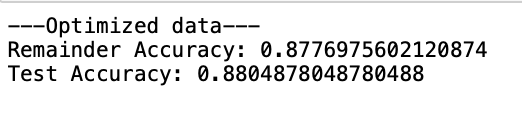 ---Optimized data---
Remainder Accuracy: 0.8776975602120874
Test Accuracy: 0.8804878048780488